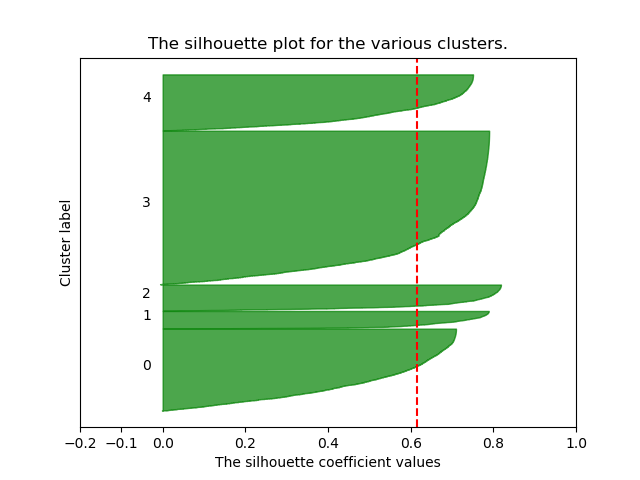 The silhouette plot for the various clusters.
Cluster label
4
3
2
1
0
−0.2 −0.1 0.0 0.2 0.4 0.6 0.8 1.0
The silhouette coefficient values